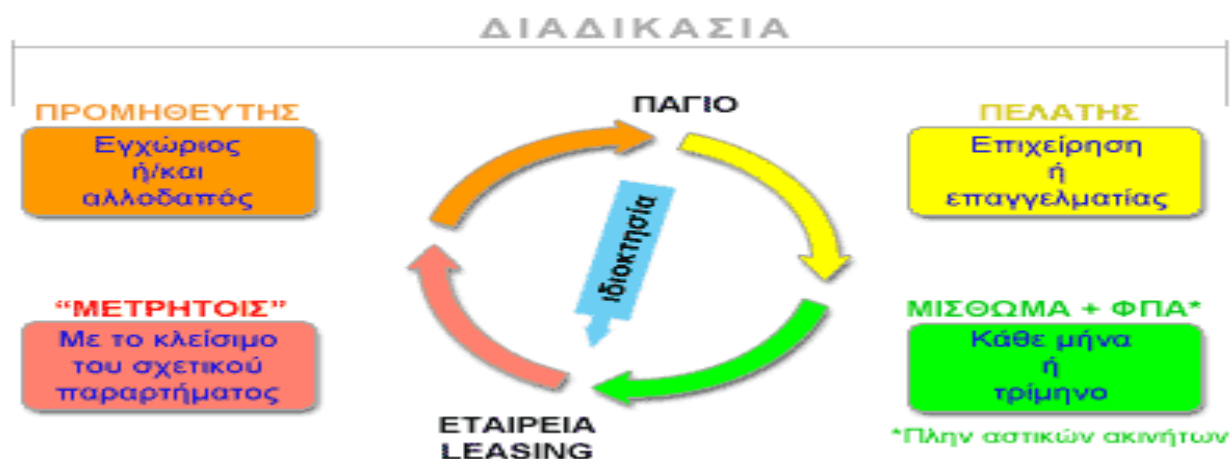 ΔΙΑΔΙΚΑΣΙΑ
ΠΡΟΜΗΘΕΥΤΗΣ
Εγχώριος
ή/και
αλλοδαπός
ΠΑΓΙΟ
ΠΕΛΑΤΗΣ
Επιχείρηση
ή
επαγγελματίας
ιδιοκτησία
“ΜΕΤΡΗΤΟΙΣ”
Με το κλείσιμο
του σχετικού
παραρτήματος
ΜΙΣΘΩΜΑ + ΦΠΑ*
Κάθε μήνα
ή
τρίμηνο
*Πλην αστικών ακινήτων
ΕΤΑΙΡΕΙΑ
LEASING